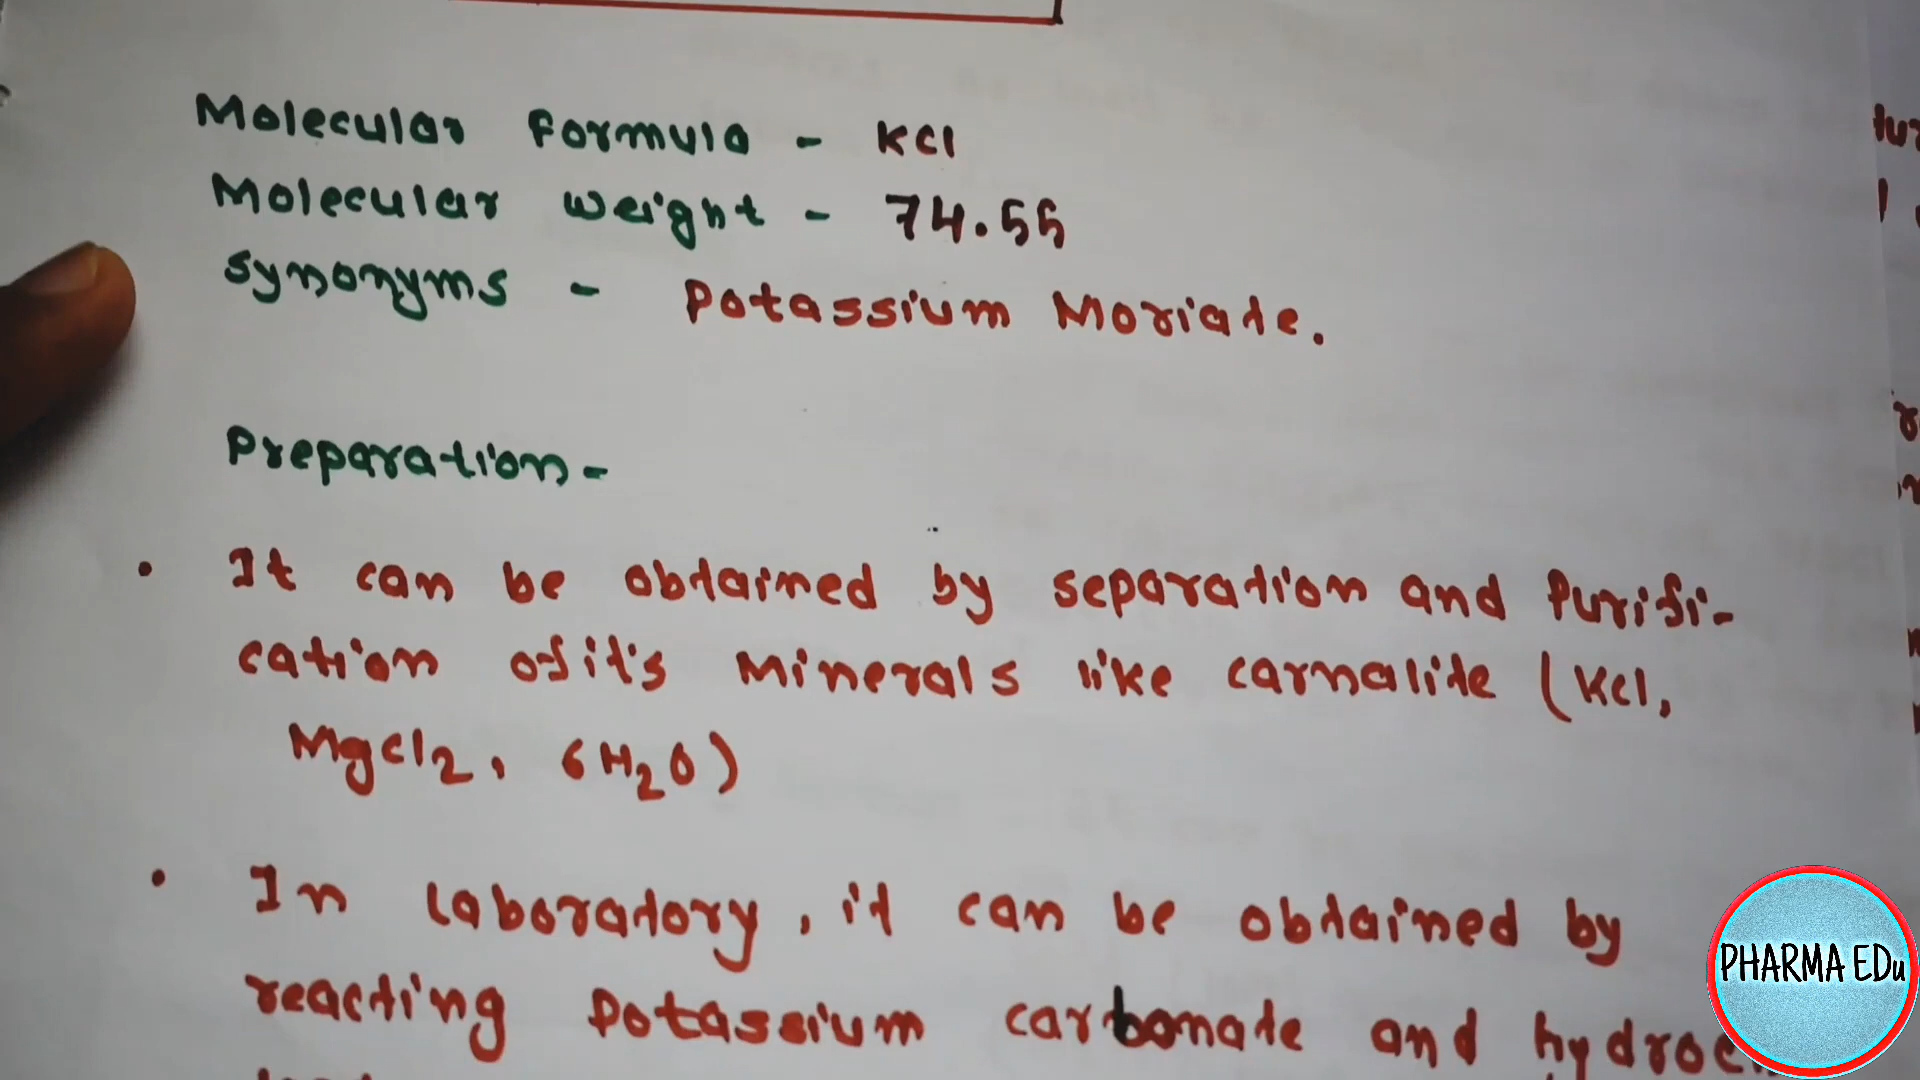 Molecular Formula - KCl
Molecular weight - 74.55
Synonyms - Potassium Moriate.
Preparation -
• It can be obtained by separation and Purifi-
cation of it's Minerals like carnalite (KCl,
MgCl2, 6H2O)
• In laboratory, it can be obtained by
reacting Potassium carbonate and
PHARMA EDu